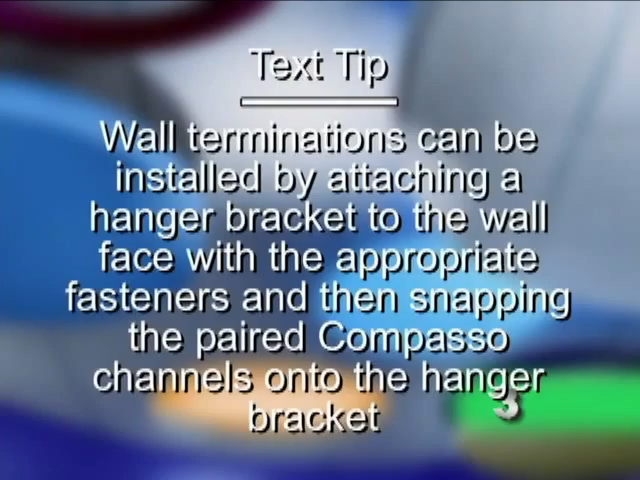 Text Tip
Wall terminations can be
installed by attaching a
hanger bracket to the wall
face with the appropriate
fasteners and then snapping
the paired Compasso
channels onto the hanger
bracket
3